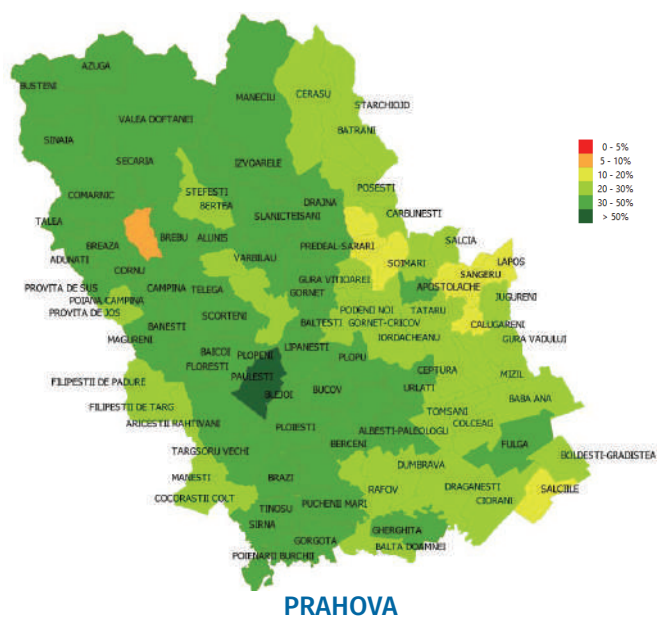 AZUGA
BUSTENI
MANECIU
CERASU
STARCHIOJD
VALEA DOFTANEI
BATRANI
SINAIA
SECARIA
IZVOARELE
0 - 5%
5 - 10%
10 - 20%
20 - 30%
30 - 50%
> 50%
COMARNIC
STEFESTI
BERTEA
POSESTI
DRAJNA
CARBUNESTI
TALEA
SLANICTEISANI
BREAZA
BREBU
ALUNIS
PREDEAL-SARARI
SALCIA
ADUNATI
VARBILAU
SOIMARI
LAPOS
CORNU
SANGERU
PROVITA DE SUS
CAMPINA
TELEGA
GURA VITIOAREI
APOSTOLACHE
POIANA CAMPINA
GORNET
JUGURENI
PROVITA DE JOS
SCORTENI
PODENII NOI
TATARU
BANESTI
BALTESTI
GORNET-CRICOV
CALUGARENI
MAGURENI
IORDACHEANU
GURA VADULUI
BAICOI
PLOPENI
LIPANESTI
PLOPU
FLORESTI
CEPTURA
FILIPESTII DE PADURE
PAULESTI
MIZIL
BLEJOI
BUCOV
URLATI
BABA ANA
FILIPESTII DE TARG
TOMSANI
ARICESTII RAHTIVANI
PLOIESTI
ALBESTI-PALEOLOGU
COLCEAG
BERCENI
FULGA
TARGSORU VECHI
BOLDESTI-GRADISTEA
DUMBRAVA
MANESTI
BRAZI
RAFOV
DRAGANESTI
SALCIILE
COCORASTII COLT
CIORANI
TINOSU
PUCHENII MARI
SIRNA
GHERGHITA
GORGOTA
BALTA DOAMNEI
POIENARII BURCHII
PRAHOVA